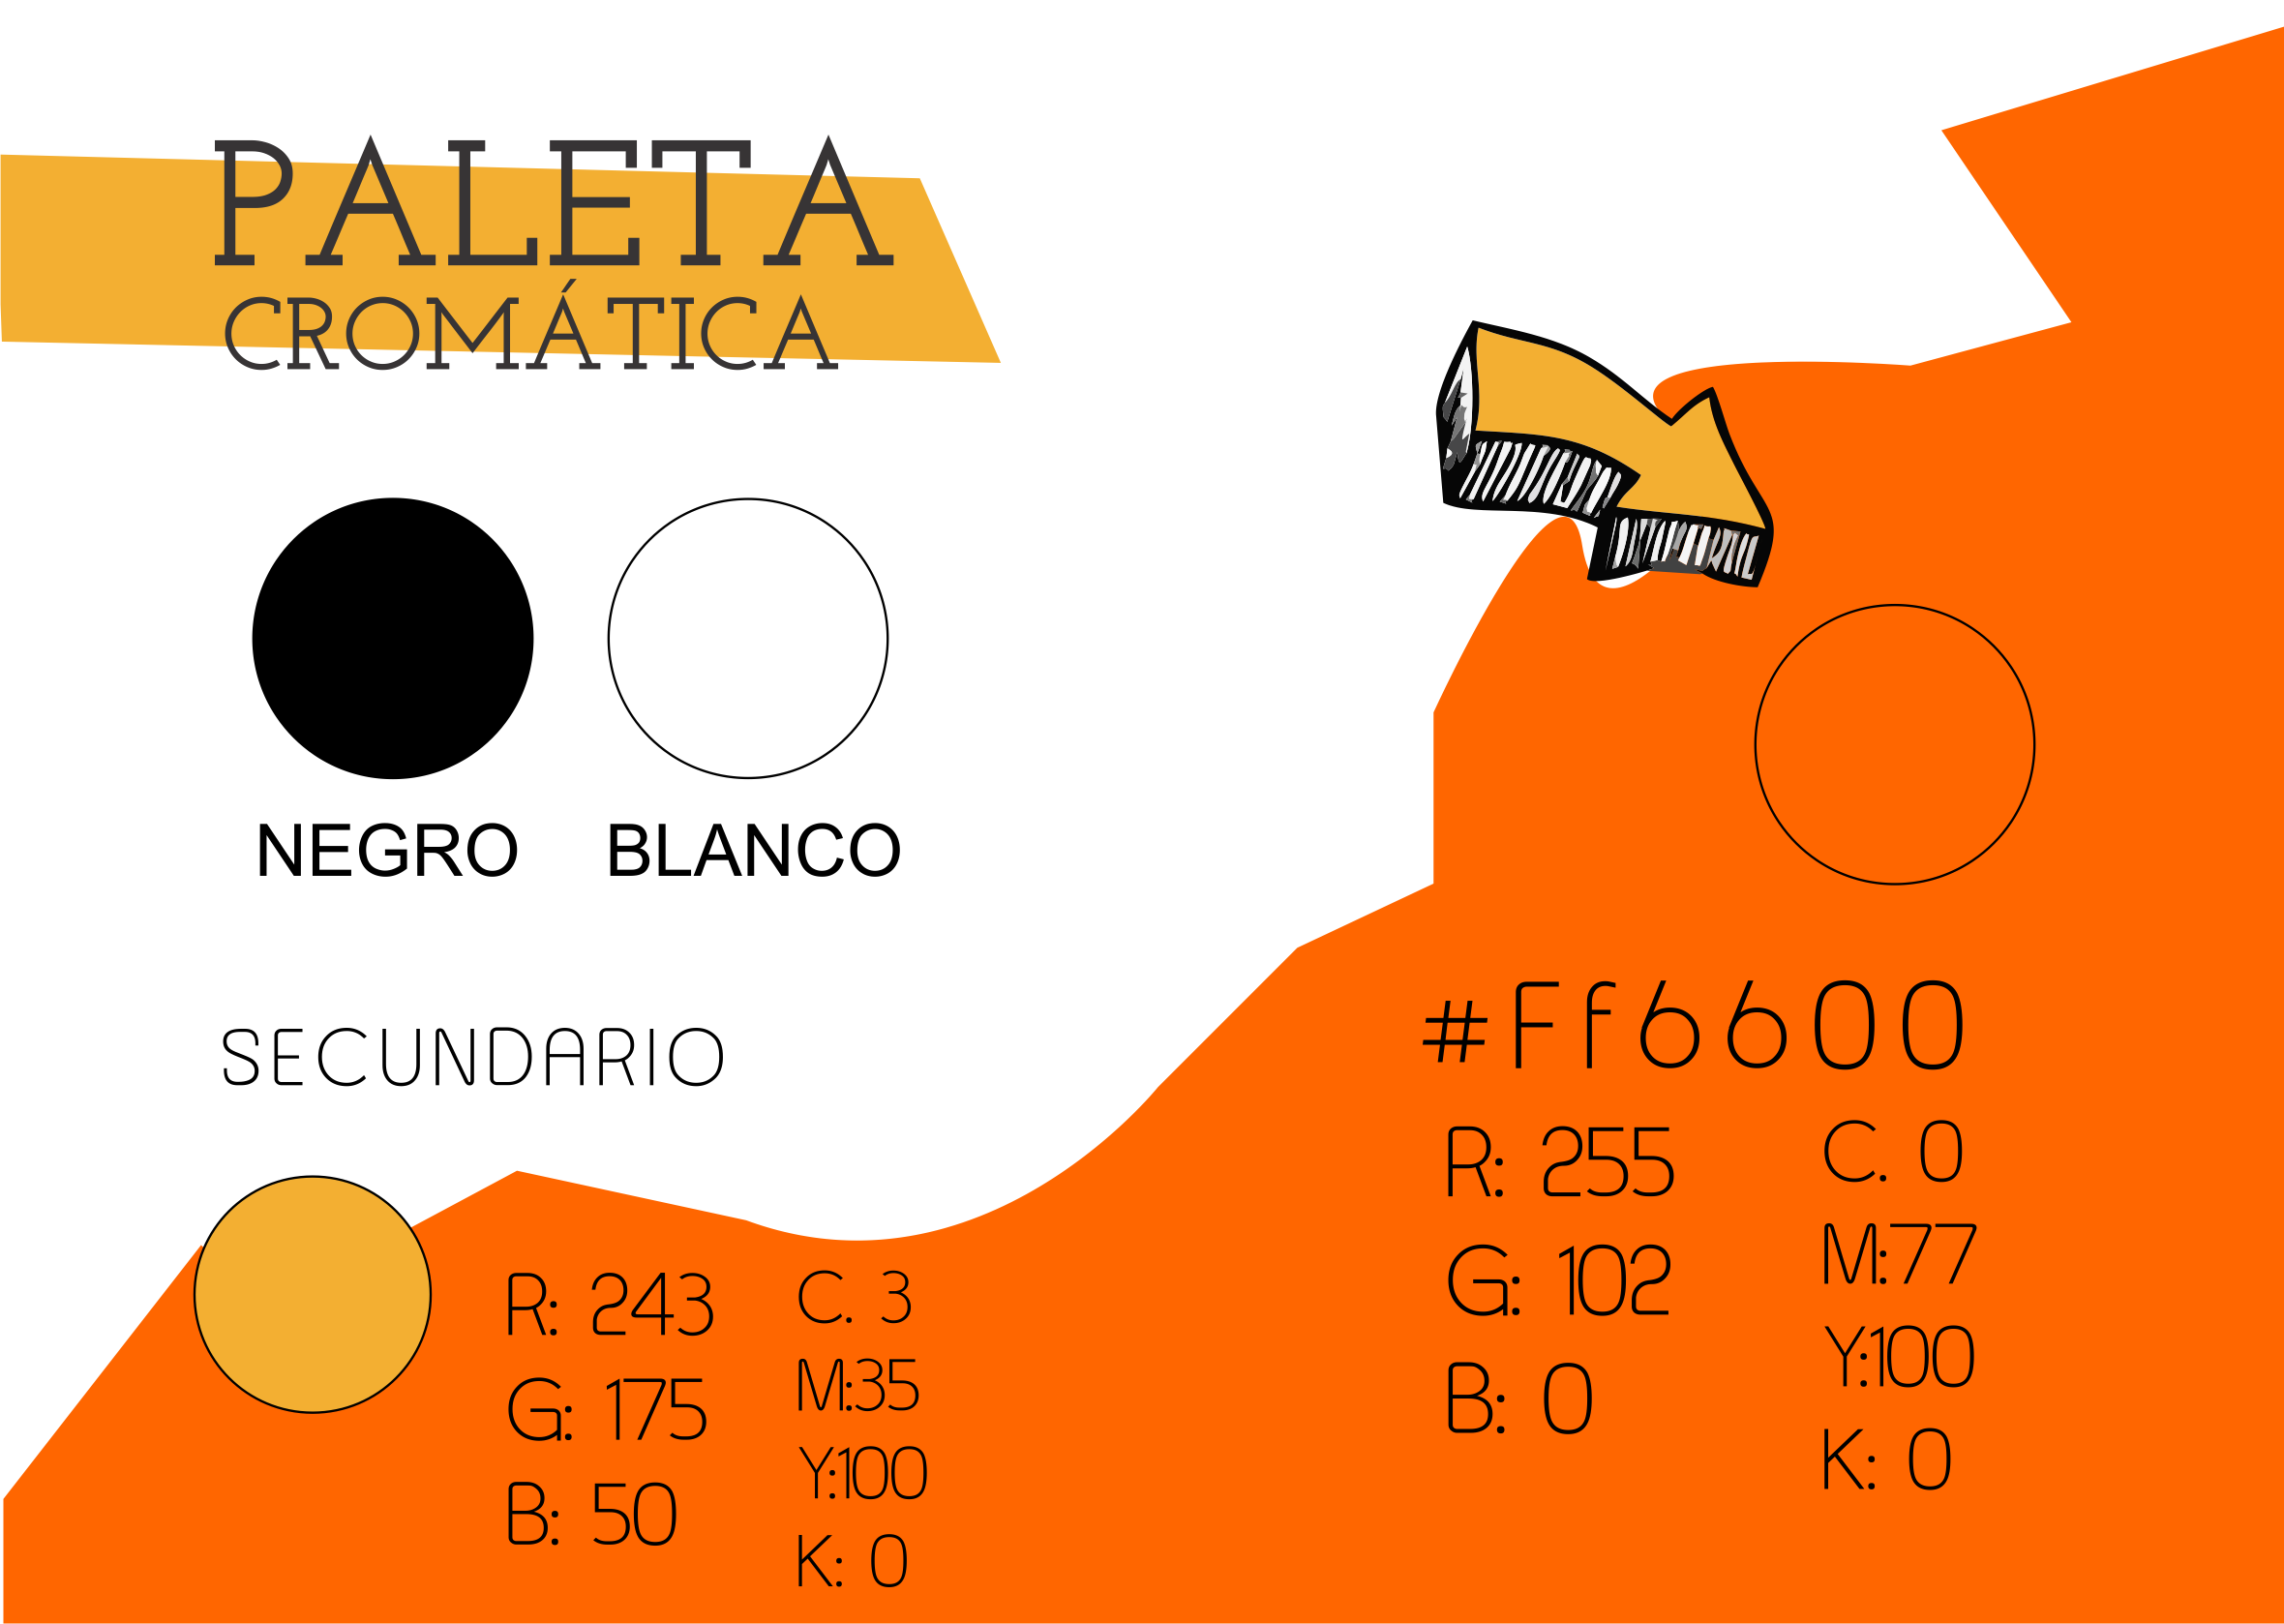 PALETA
CROMÁTICA
NEGRO
BLANCO
SECUNDARIO
R: 243
G: 175
B: 50
C. 3
M:35
Y:100
K: 0
#Ff6600
R: 255
G: 102
B: 0
C. 0
M:77
Y:100
K: 0